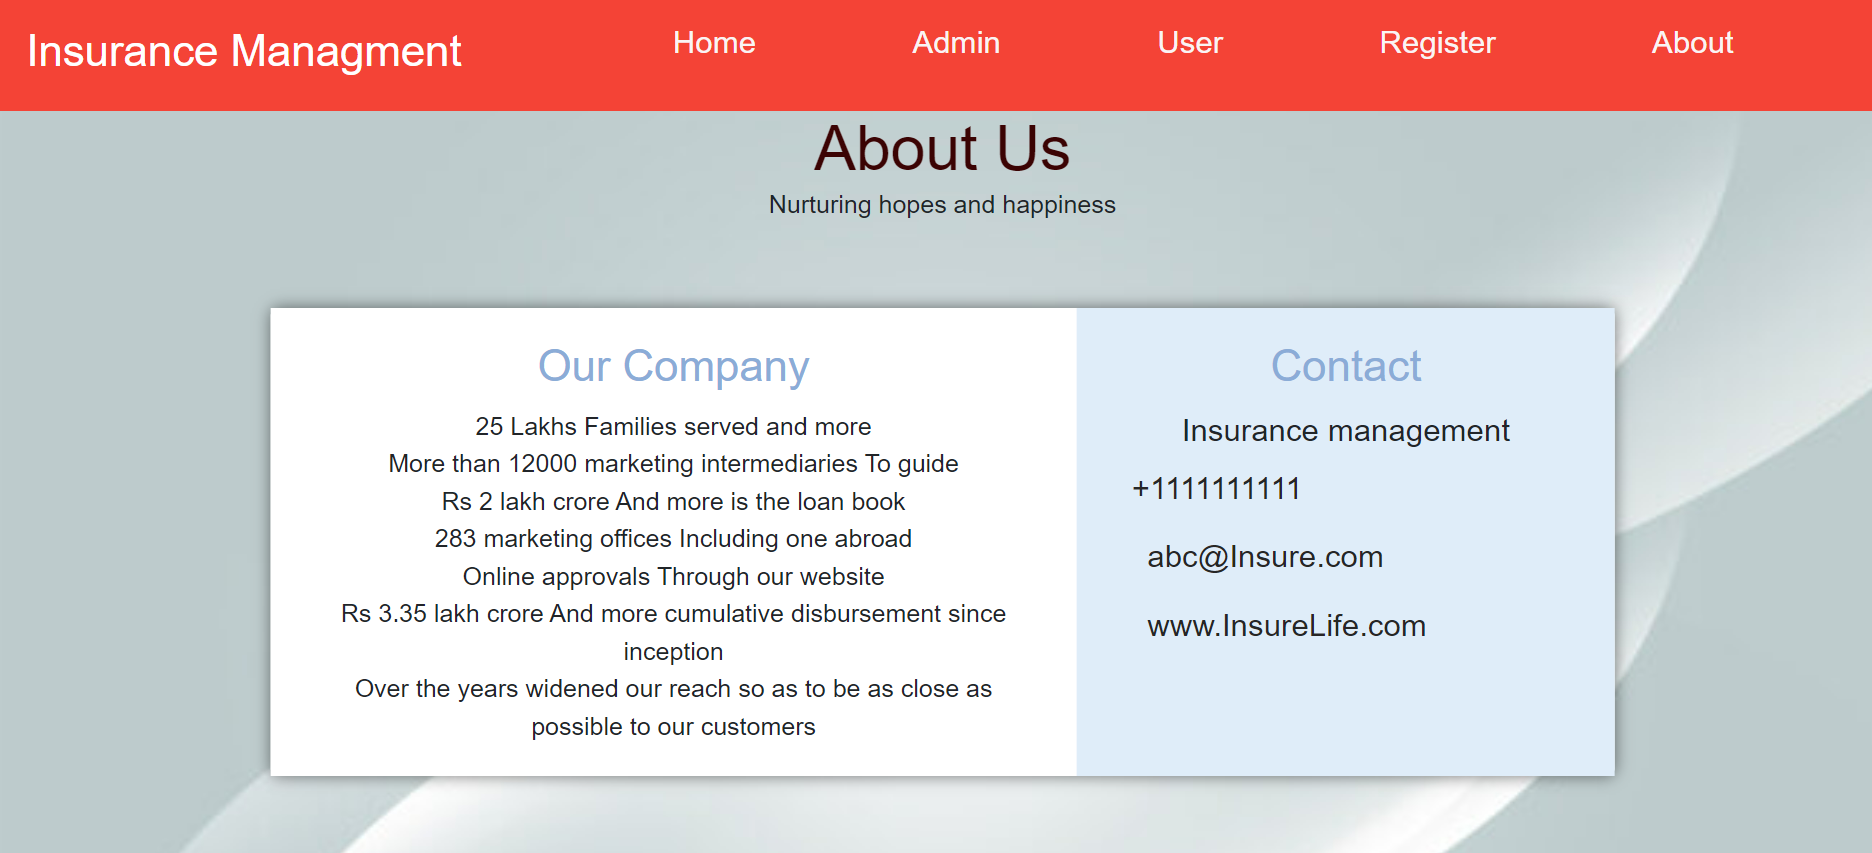 Insurance Managment
Home
Admin
User
Register
About
About Us
Nurturing hopes and happiness
Our Company
25 Lakhs Families served and more
More than 12000 marketing intermediaries To guide
Rs 2 lakh crore And more is the loan book
283 marketing offices Including one abroad
Online approvals Through our website
Rs 3.35 lakh crore And more cumulative disbursement since
inception
Over the years widened our reach so as to be as close as
possible to our customers
Contact
Insurance management
+1111111111
abc@Insure.com
www.InsureLife.com